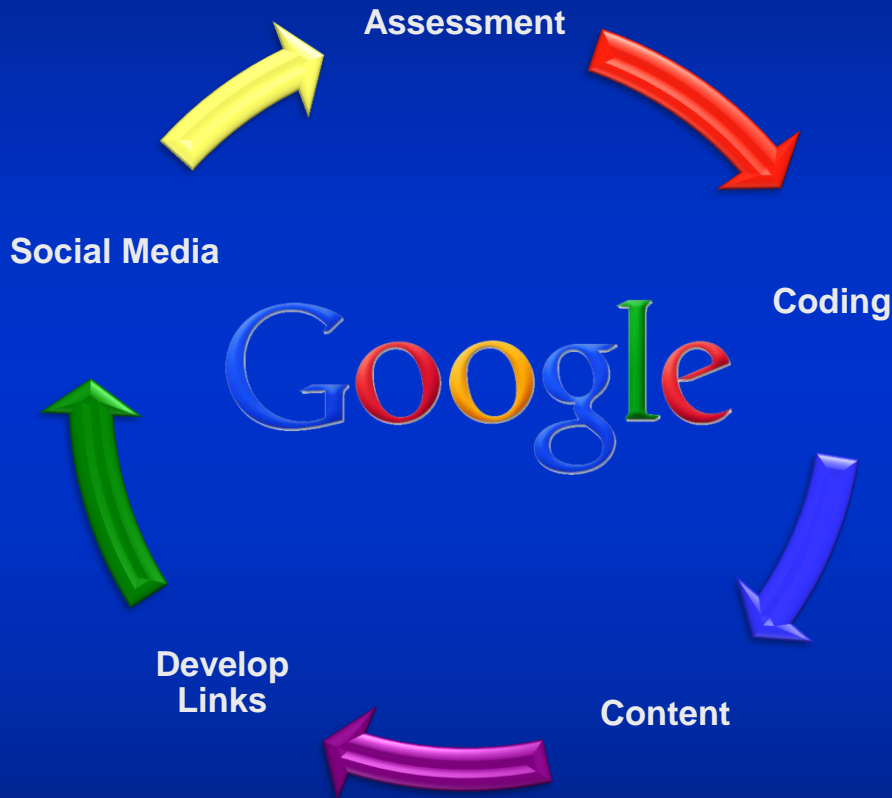 Assessment
Social Media
Coding
Google
Develop
Links
Content